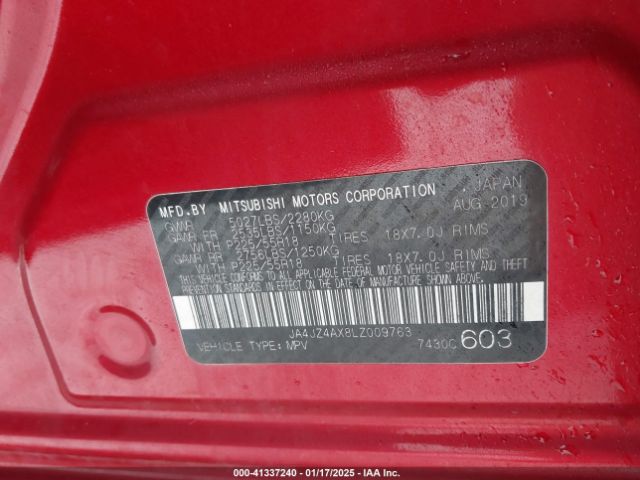 MFD.BY MITSUBISHI MOTORS CORPORATION JAPAN
GVWR 5027LBS/2280KG AUG.2019
GAWR FR 2535LBS/1150KG
WITH P225/55R18 TIRES 18X7.0J RIMS
GAWR RR 2756LBS/1250KG
WITH P225/55R18 TIRES 18X7.0J RIMS
THIS VEHICLE CONFORMS TO ALL APPLICABLE FEDERAL MOTOR VEHICLE SAFETY AND THEFT
PREVENTION STANDARDS IN EFFECT ON THE DATE OF MANUFACTURE SHOWN ABOVE.
JA4JZ4AX8LZ009763
VEHICLE TYPE:MPV 7430C 603
00-41337240 - 01/17/2025 - IAA Inc.